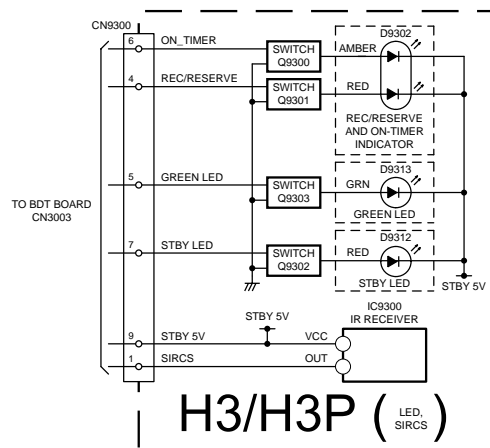 CN9300
6 ON_TIMER
SWITCH
Q9300
AMBER
D9302
4 REC/RESERVE
SWITCH
Q9301
RED
REC/RESERVE
AND ON-TIMER
INDICATOR
TO BDT BOARD
CN3003
5 GREEN LED
SWITCH
Q9303
GRN
D9313
GREEN LED
7 STBY LED
SWITCH
Q9302
RED
D9312
STBY LED
STBY 5V
STBY 5V
IC9300
IR RECEIVER
9 STBY 5V
VCC
1 SIRCS
OUT
H3/H3P (LED,
SIRCS)